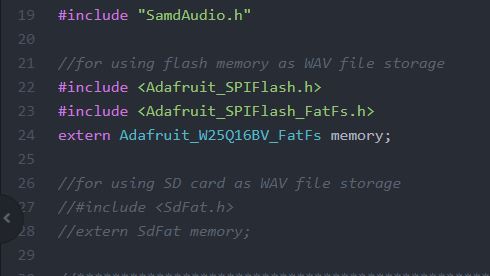 19 #include "SamdAudio.h"
20
21 //for using flash memory as WAV file storage
22 #include <Adafruit_SPIFlash.h>
23 #include <Adafruit_SPIFlash_FatFs.h>
24 extern Adafruit_W25Q16BV_FatFs memory;
25
26 //for using SD card as WAV file storage
27 //#include <SdFat.h>
28 //extern SdFat memory;
29